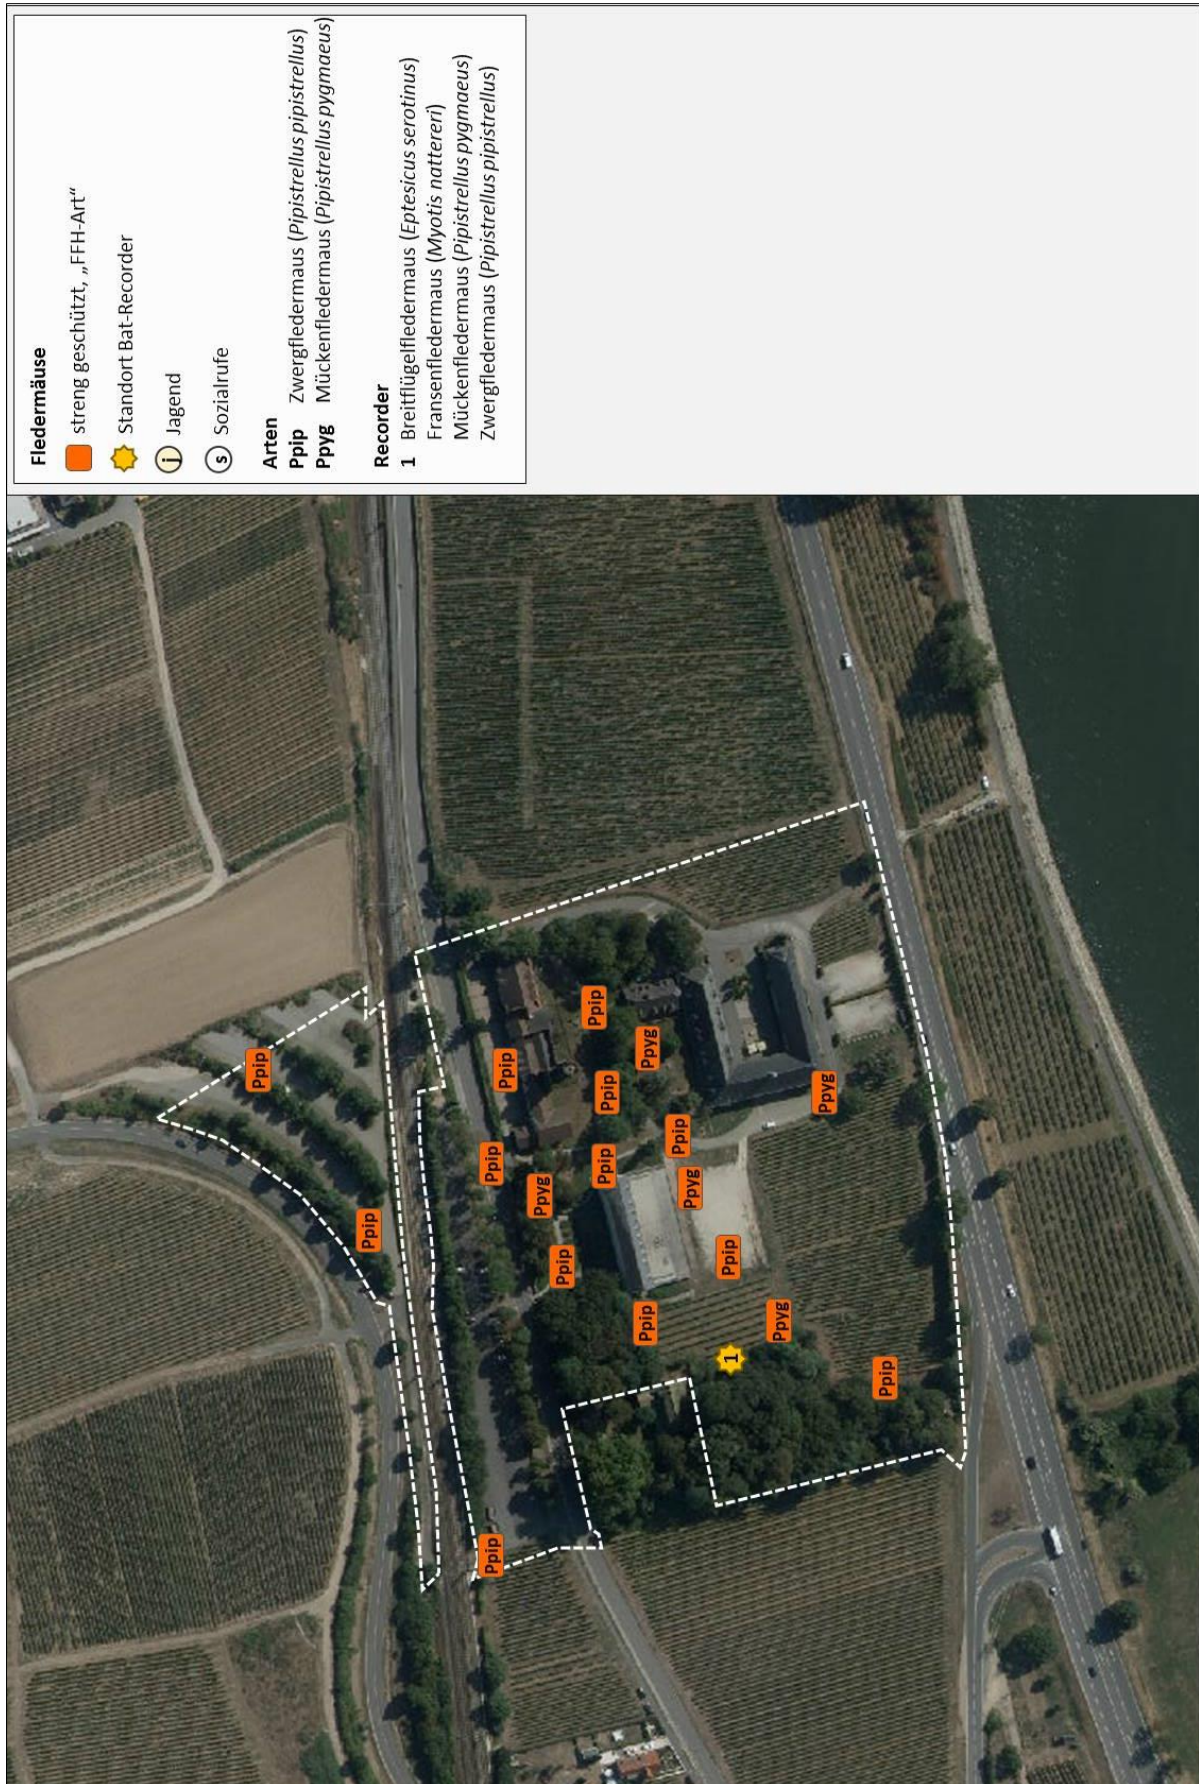 Ppip
Ppip
Ppip
Ppip
Ppip
Ppyg
Ppip
Ppip
Ppip
Ppip
Ppip
Ppyg
Ppip
Ppyg
1
Ppip
Ppyg
Ppyg
Ppip
Fledermäuse
streng geschützt, „FFH-Art“
Standort Bat-Recorder
j Jagend
s Sozialrufe
Arten
Ppip Zwergfledermaus (Pipistrellus pipistrellus)
Ppyg Mückenfledermaus (Pipistrellus pygmaeus)
Recorder
1 Breitflügelfledermaus (Eptesicus serotinus)
Fransenfledermaus (Myotis nattereri)
Mückenfledermaus (Pipistrellus pygmaeus)
Zwergfledermaus (Pipistrellus pipistrellus)